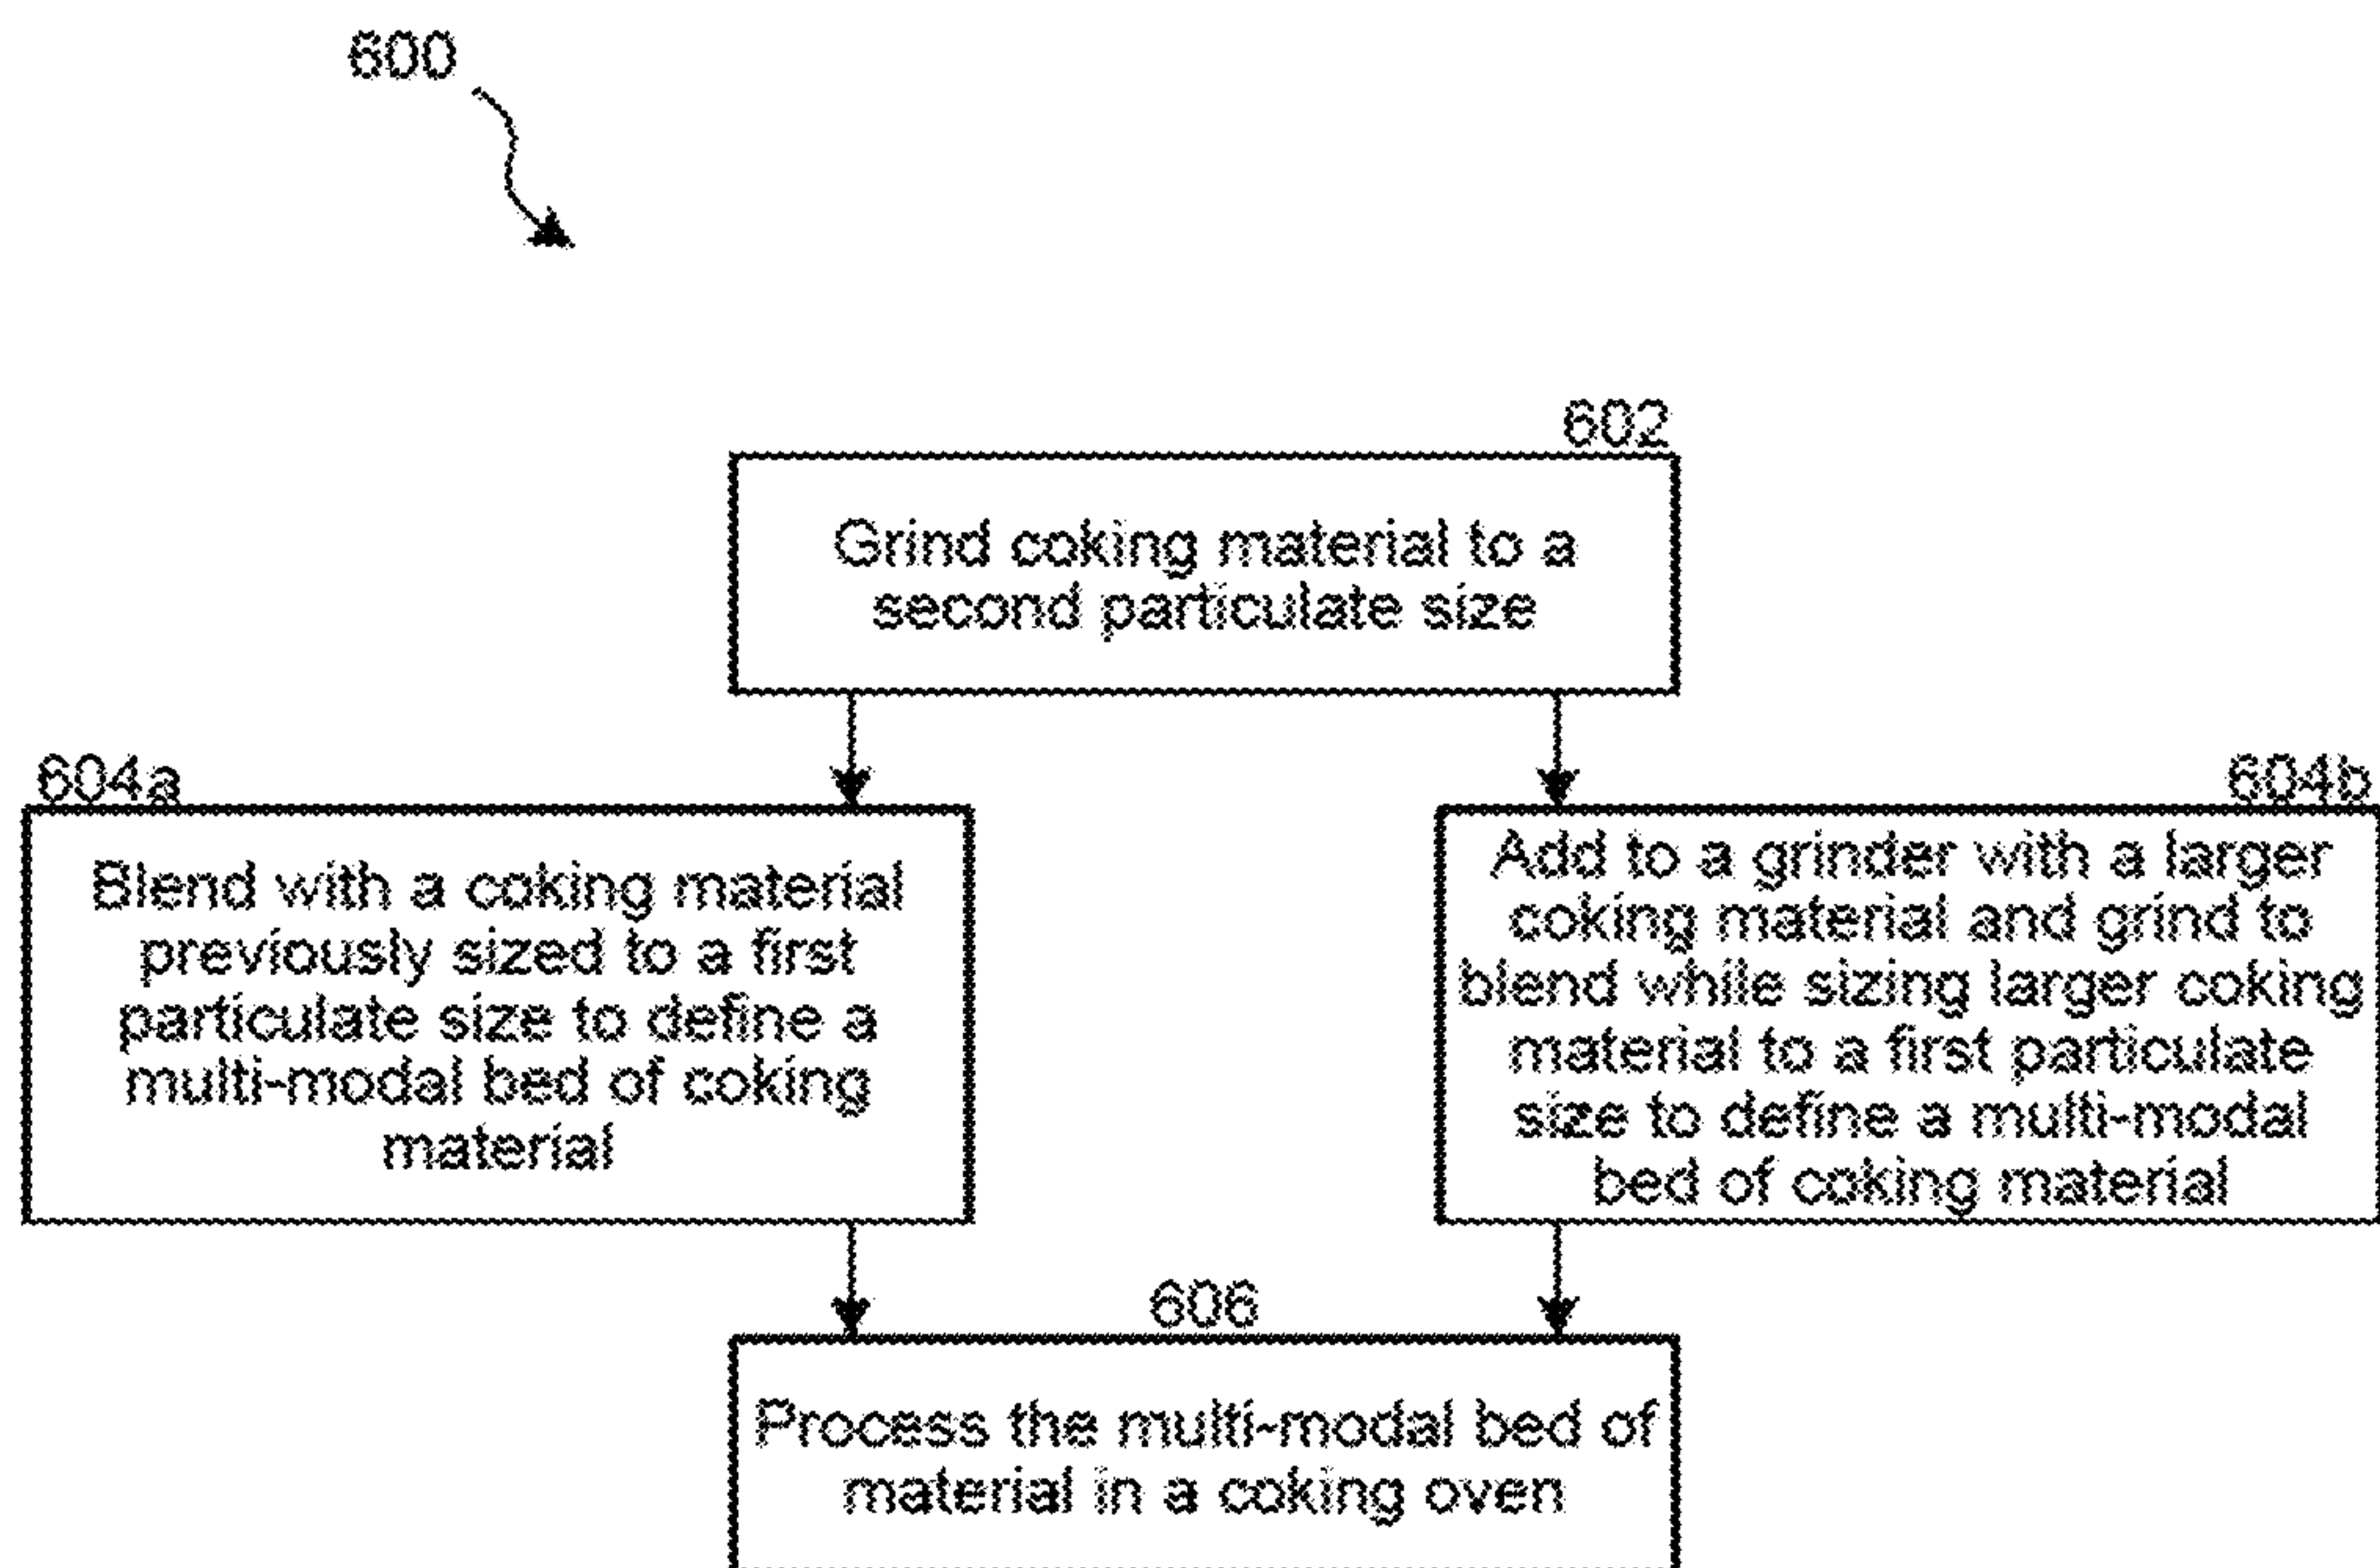 600
602
Grind coking material to a
second particulate size
604a
Blend with a coking material
previously sized to a first
particulate size to define a
multi-modal bed of coking
material
604b
Add to a grinder with a larger
coking material and grind to
blend while sizing larger coking
material to a first particulate
size to define a multi-modal
bed of coking material
606
Process the multi-modal bed of
material in a coking oven